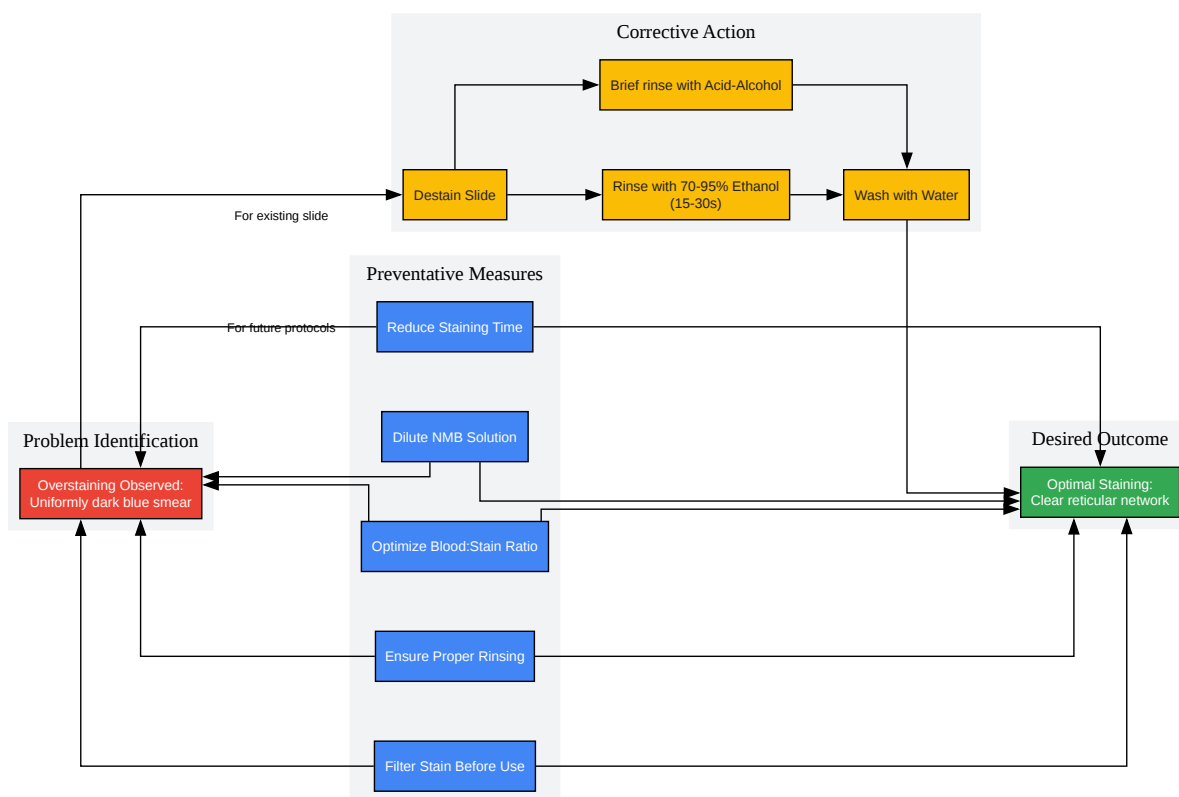 Corrective Action
Brief rinse with Acid-Alcohol
Destain Slide
Rinse with 70-95% Ethanol
(15-30s)
Wash with Water
For existing slide
Preventative Measures
For future protocols
Reduce Staining Time
Dilute NMB Solution
Problem Identification
Overstaining Observed:
Uniformly dark blue smear
Desired Outcome
Optimal Staining:
Clear reticular network
Optimize Blood:Stain Ratio
Ensure Proper Rinsing
Filter Stain Before Use